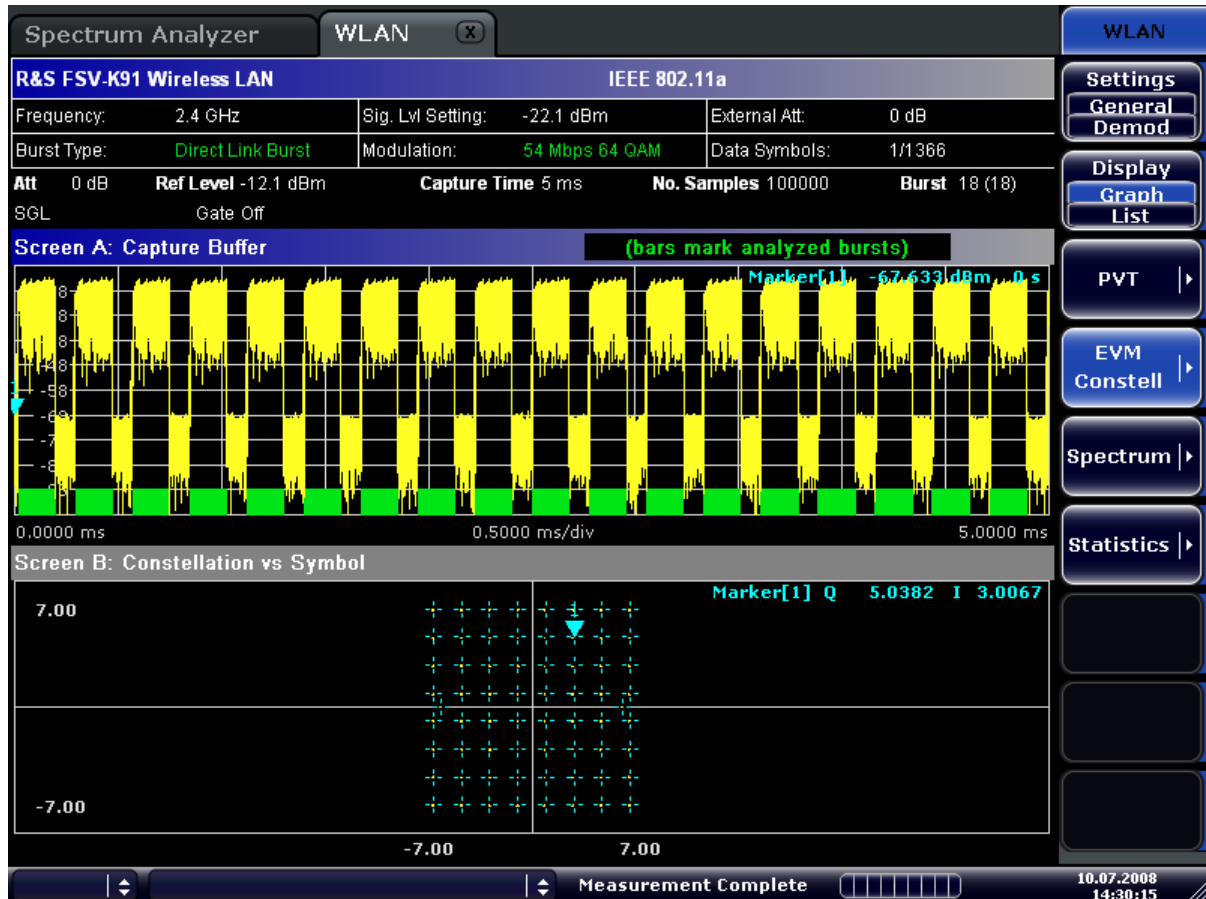 Spectrum Analyzer WLAN X
R&S FSV-K91 Wireless LAN IEEE 802.11a
Frequency: 2.4 GHz Sig. Lvl Setting: -22.1 dBm External Att: 0 dB
Burst Type: Direct Link Burst Modulation: 54 Mbps 64 QAM Data Symbols: 1/1366
Att 0 dB Ref Level -12.1 dBm Capture Time 5 ms No. Samples 100000 Burst 18 (18)
SGL Gate Off
Screen A: Capture Buffer (bars mark analyzed bursts)
Marker[1] -67.633 dBm 0 s
-48
-58
1
0.0000 ms 0.5000 ms/div 5.0000 ms
Screen B: Constellation vs Symbol
Marker[1] Q 5.0382 I 3.0067
7.00
1
-7.00
-7.00 7.00
Measurement Complete
10.07.2008
14:30:15
WLAN
Settings
General
Demod
Display
Graph
List
PVT
EVM
Constell
Spectrum
Statistics